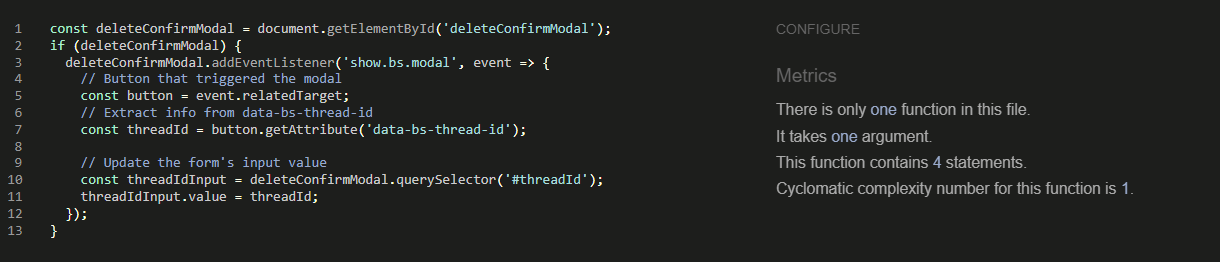 1 const deleteConfirmModal = document.getElementById('deleteConfirmModal');
2 if (deleteConfirmModal) {
3   deleteConfirmModal.addEventListener('show.bs.modal', event => {
4     // Button that triggered the modal
5     const button = event.relatedTarget;
6     // Extract info from data-bs-thread-id
7     const threadId = button.getAttribute('data-bs-thread-id');
8
9     // Update the form's input value
10     const threadIdInput = deleteConfirmModal.querySelector('#threadId');
11     threadIdInput.value = threadId;
12   });
13 }
CONFIGURE
Metrics
There is only one function in this file.
It takes one argument.
This function contains 4 statements.
Cyclomatic complexity number for this function is 1.